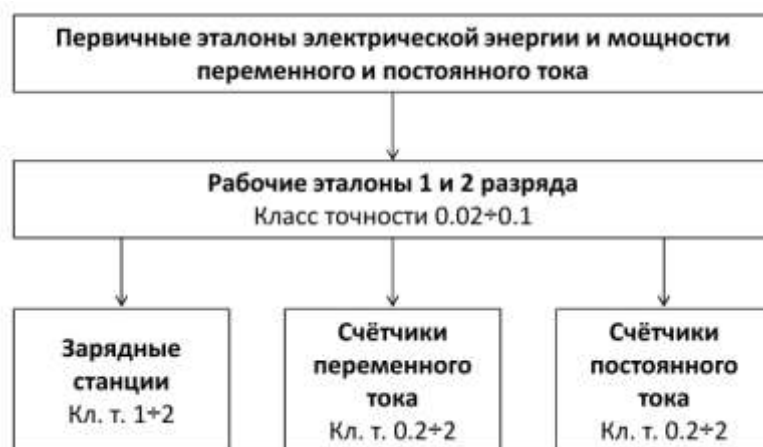 Первичные эталоны электрической энергии и мощности
переменного и постоянного тока
Рабочие эталоны 1 и 2 разряда
Класс точности 0.02÷0.1
Зарядные
станции
Кл. т. 1÷2
Счётчики
переменного
тока
Кл. т. 0.2÷2
Счётчики
постоянного
тока
Кл. т. 0.2÷2